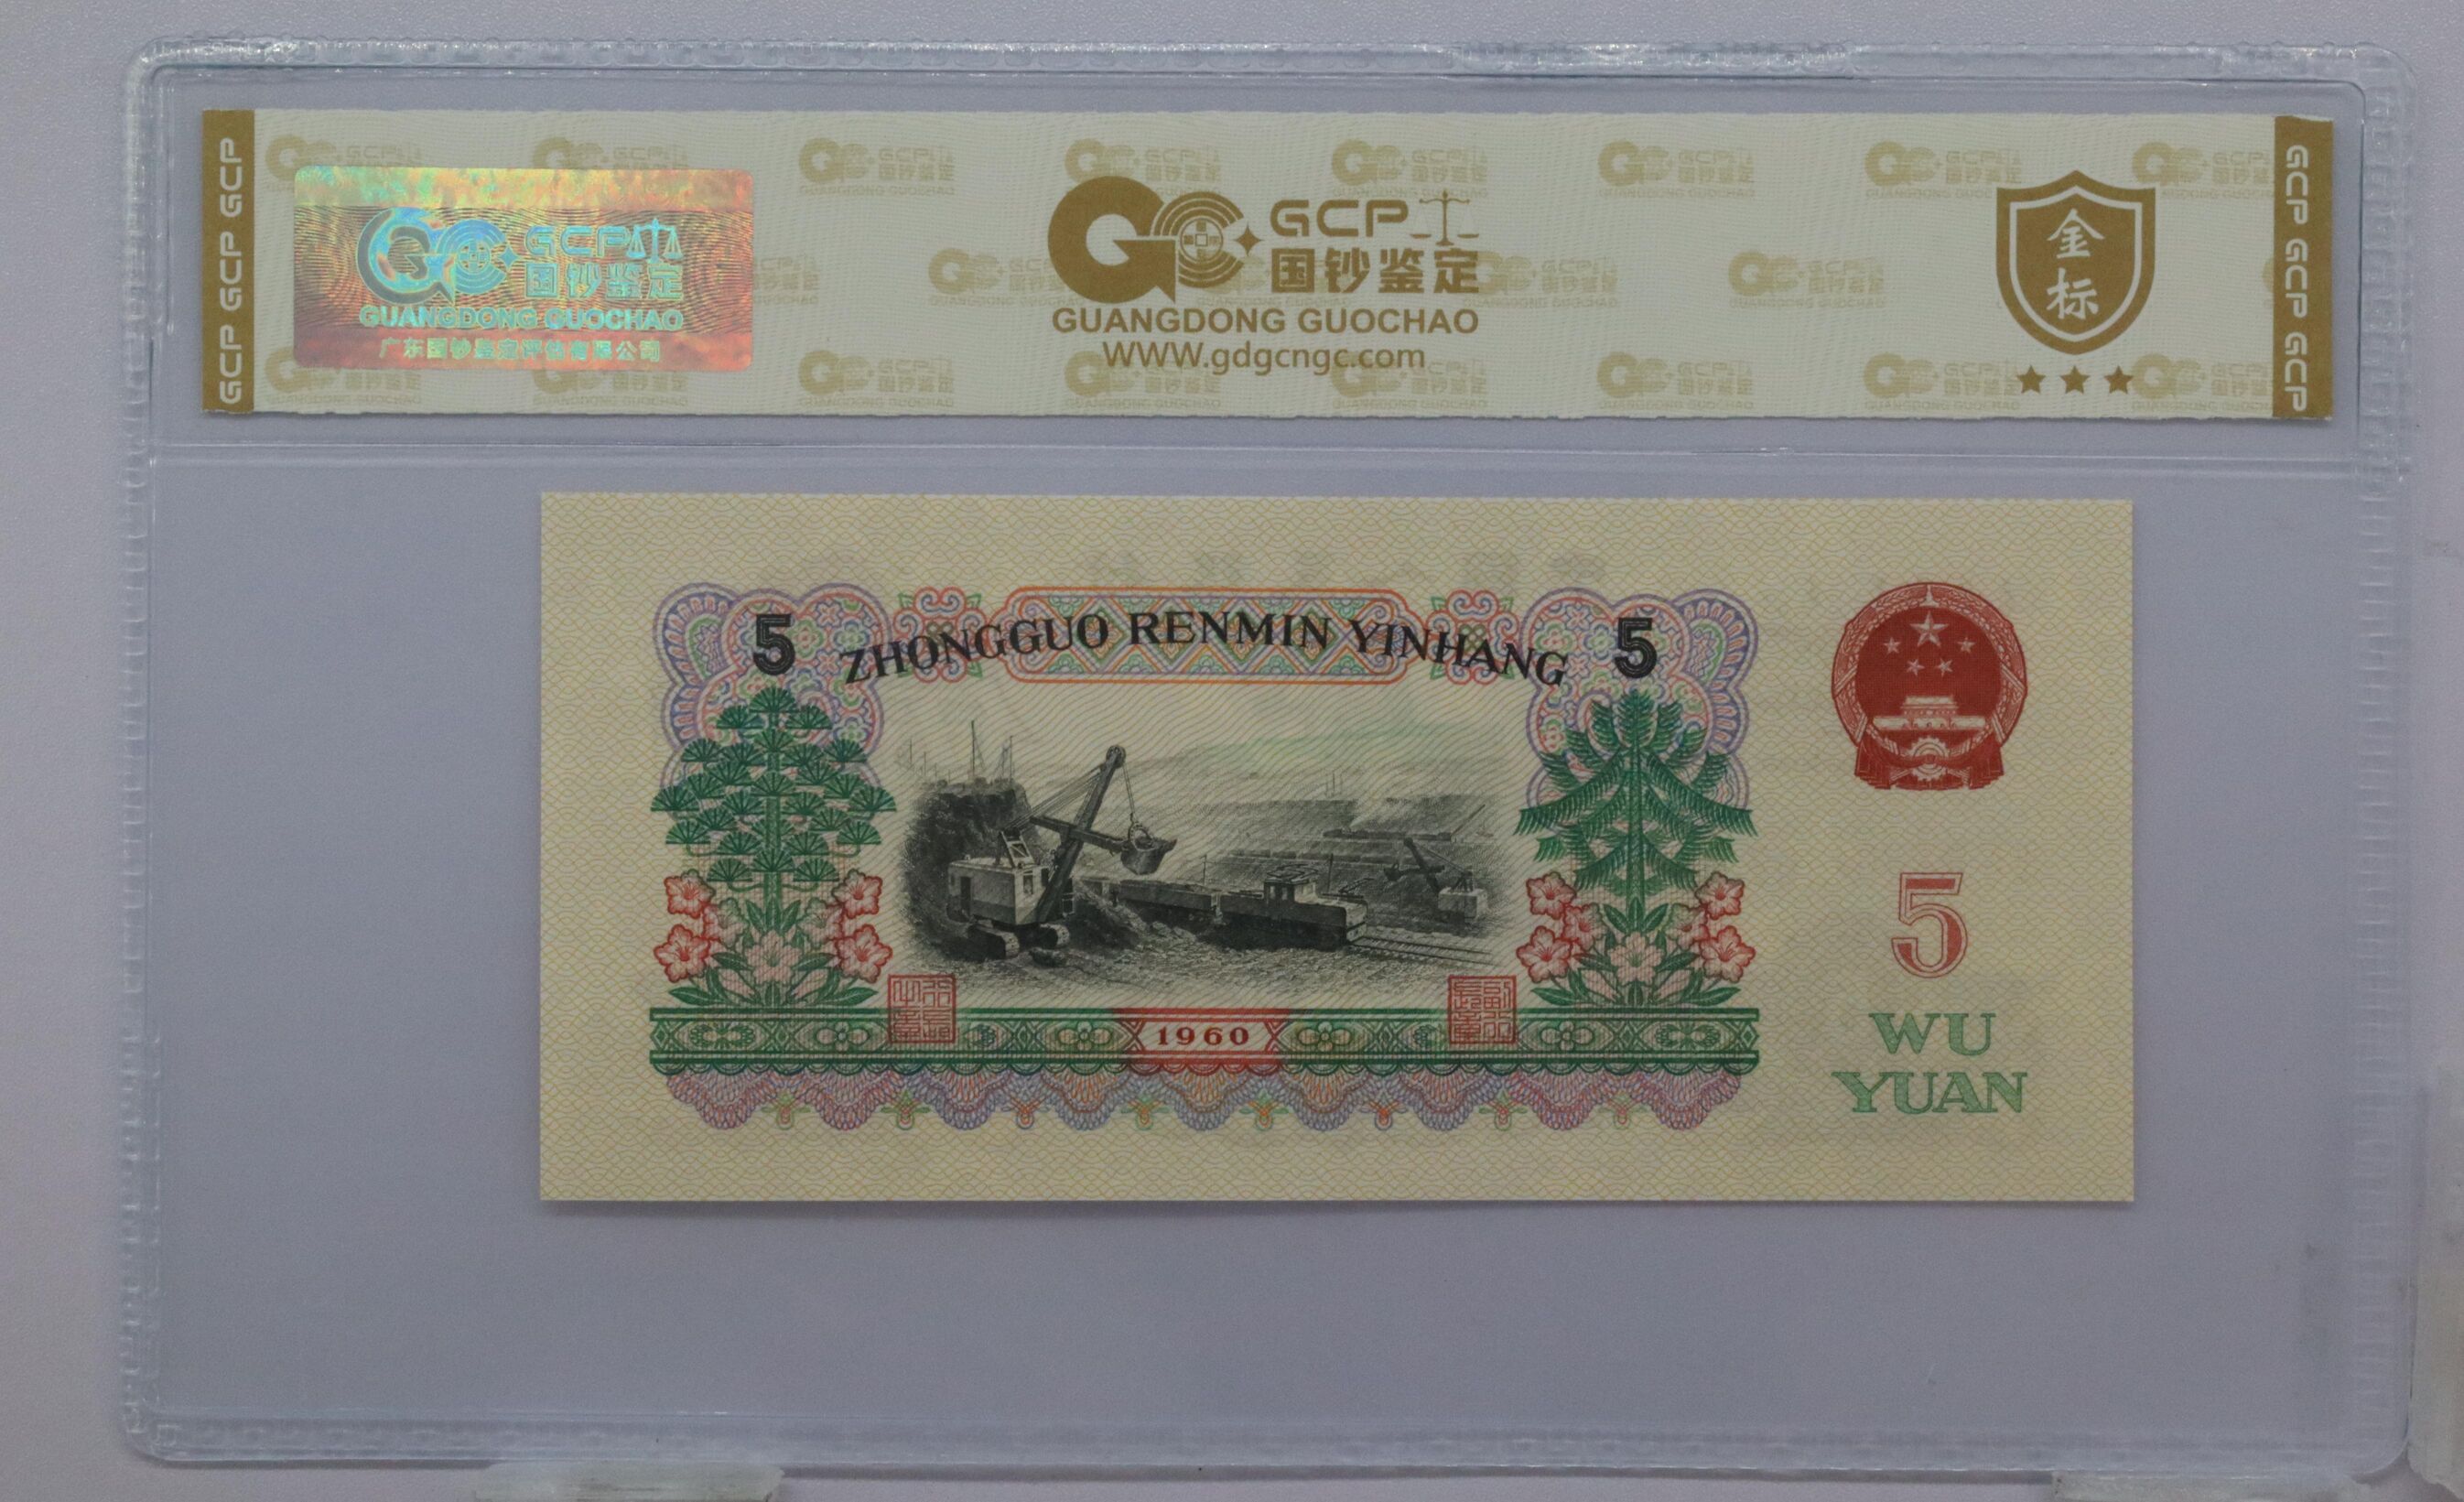 GCP GCP GCP
GCP
国钞鉴定
GUANGDONG GUOCHAO
广东国钞鉴定评估有限公司
GCP
国钞鉴定
GUANGDONG GUOCHAO
WWW.gdgcngc.com
金
标
GCP GCP GCP
5 ZHONGGUO RENMIN YINHANG 5
5
WU
YUAN
1960